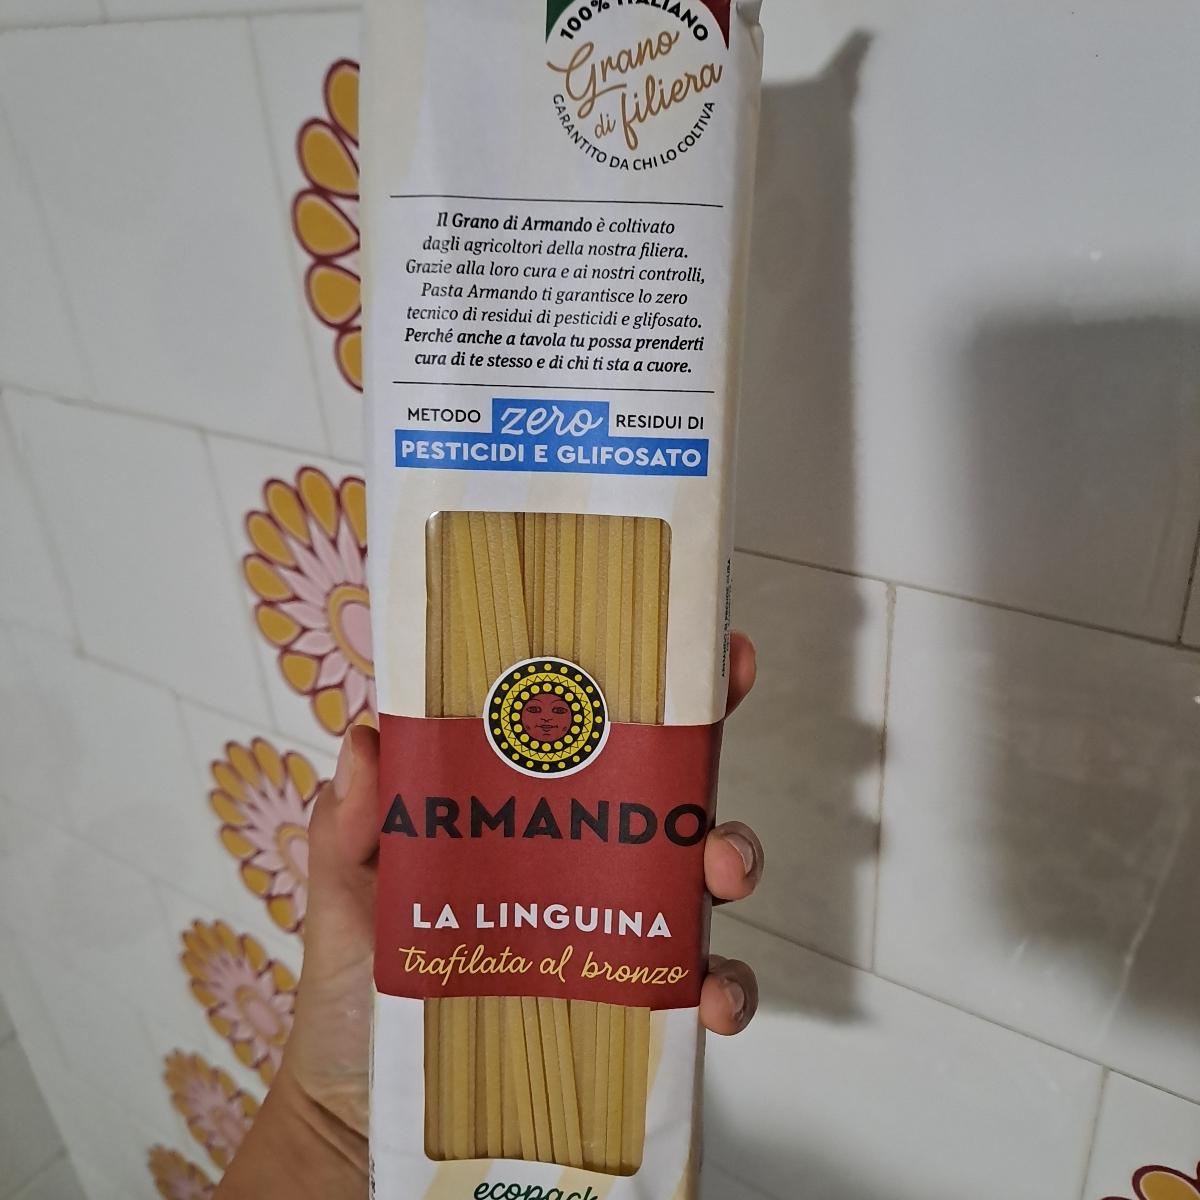 100% ITALIANO
Grano
di filiera
GARANTITO DA CHI LO COLTIVA
Il Grano di Armando è coltivato
dagli agricoltori della nostra filiera.
Grazie alla loro cura e ai nostri controlli,
Pasta Armando ti garantisce lo zero
tecnico di residui di pesticidi e glifosato.
Perché anche a tavola tu possa prenderti
cura di te stesso e di chi ti sta a cuore.
METODO zero RESIDUI DI
PESTICIDI E GLIFOSATO
ARMANDO
LA LINGUINA
trafilata al bronzo
ecopack